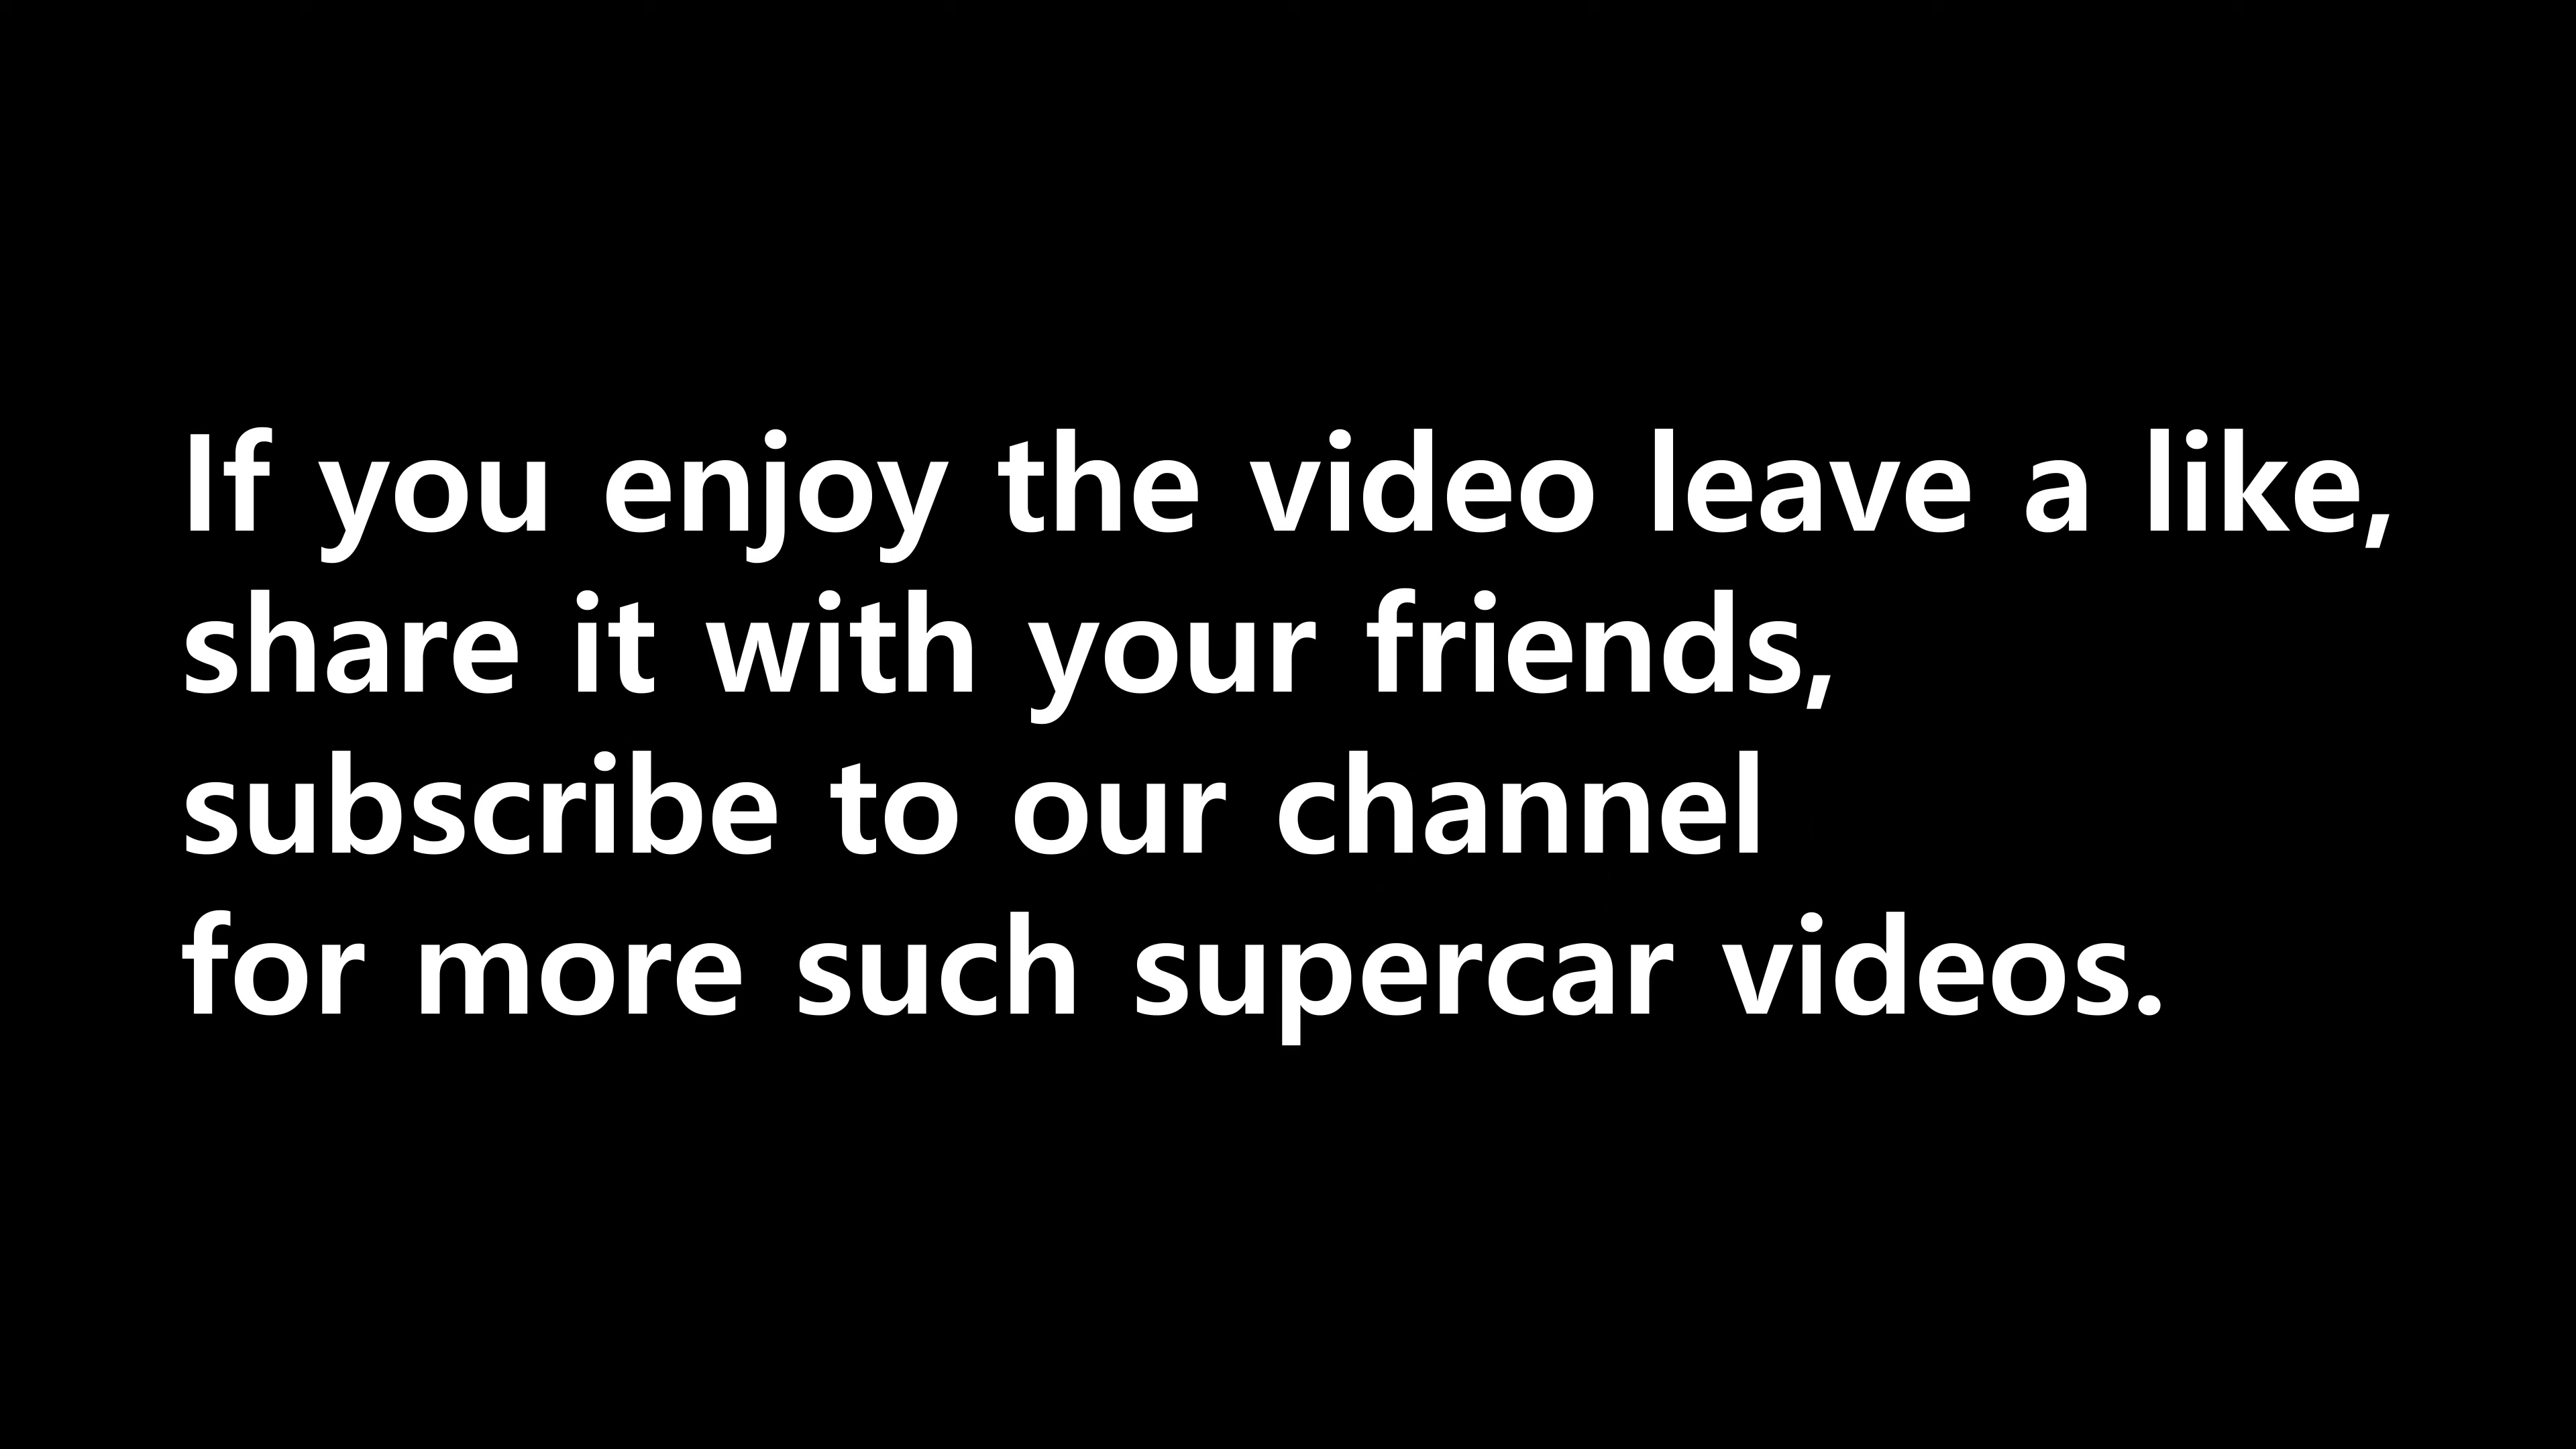 If you enjoy the video leave a like,
share it with your friends,
subscribe to our channel
for more such supercar videos.